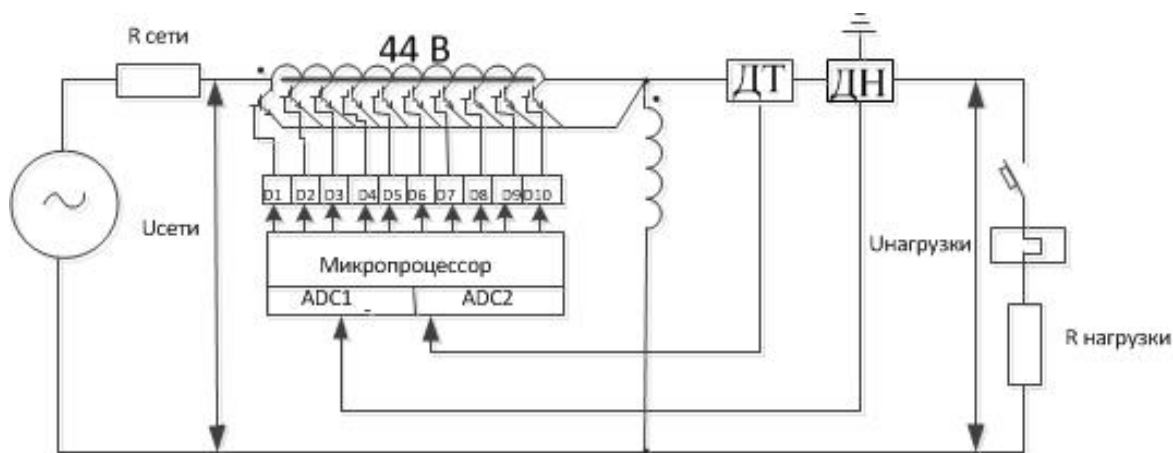 R сети
44 В
ДТ
ДН
D1 D2 D3 D4 D5 D6 D7 D8 D9 D10
Uсети
Uнагрузки
Микропроцессор
ADC1
ADC2
R нагрузки